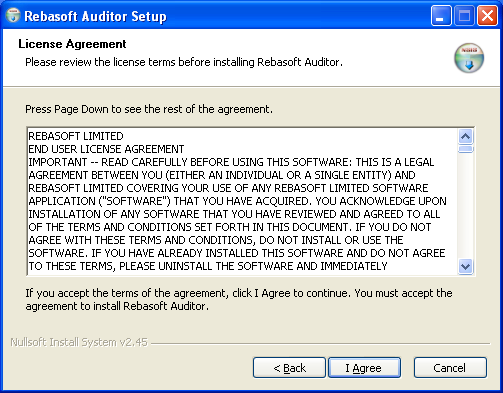 Rebasoft Auditor Setup
License Agreement
Please review the license terms before installing Rebasoft Auditor.
Press Page Down to see the rest of the agreement.
REBASOFT LIMITED
END USER LICENSE AGREEMENT
IMPORTANT -- READ CAREFULLY BEFORE USING THIS SOFTWARE: THIS IS A LEGAL
AGREEMENT BETWEEN YOU (EITHER AN INDIVIDUAL OR A SINGLE ENTITY) AND
REBASOFT LIMITED COVERING YOUR USE OF ANY REBASOFT LIMITED SOFTWARE
APPLICATION ("SOFTWARE") THAT YOU HAVE ACQUIRED. YOU ACKNOWLEDGE UPON
INSTALLATION OF ANY SOFTWARE THAT YOU HAVE REVIEWED AND AGREED TO ALL
OF THE TERMS AND CONDITIONS SET FORTH IN THIS DOCUMENT. IF YOU DO NOT
AGREE WITH THESE TERMS AND CONDITIONS, DO NOT INSTALL OR USE THE
SOFTWARE. IF YOU HAVE ALREADY INSTALLED THIS SOFTWARE AND DO NOT AGREE
TO THESE TERMS, PLEASE UNINSTALL THE SOFTWARE AND IMMEDIATELY
If you accept the terms of the agreement, click I Agree to continue. You must accept the
agreement to install Rebasoft Auditor.
Nullsoft Install System v2.45
< Back
I Agree
Cancel